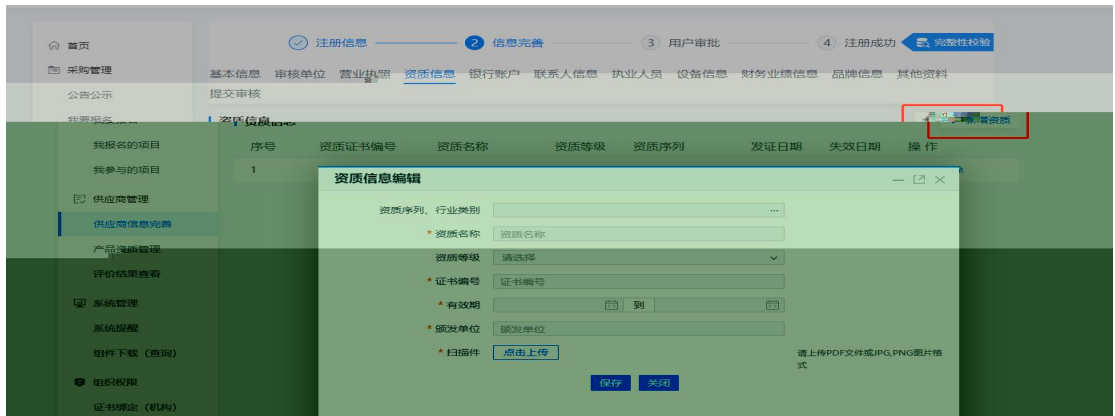 首页
注册信息
2 信息完善
3 用户审批
4 注册成功
完整性校验
采购管理
基本信息 审核单位 营业执照 资质信息 银行账户 联系人信息 执业人员 设备信息 财务业绩信息 品牌信息 其他资料
公告公示
提交审核
资质信息
我报名的项目
序号 资质证书编号 资质名称 资质等级 资质序列 发证日期 失效日期 操作
我参与的项目
1
资质信息编辑
供应商管理
资质序列、行业类别
供应商信息完善
* 资质名称 资质名称
产品资质管理
资质等级 请选择
评价结果查看
* 证书编号 证书编号
系统管理
* 有效期 到
系统提醒
* 颁发单位 颁发单位
组件下载（查询）
* 扫描件 点击上传
请上传PDF文件或JPG,PNG图片格
式
组织权限
保存 关闭
证书绑定（机构）